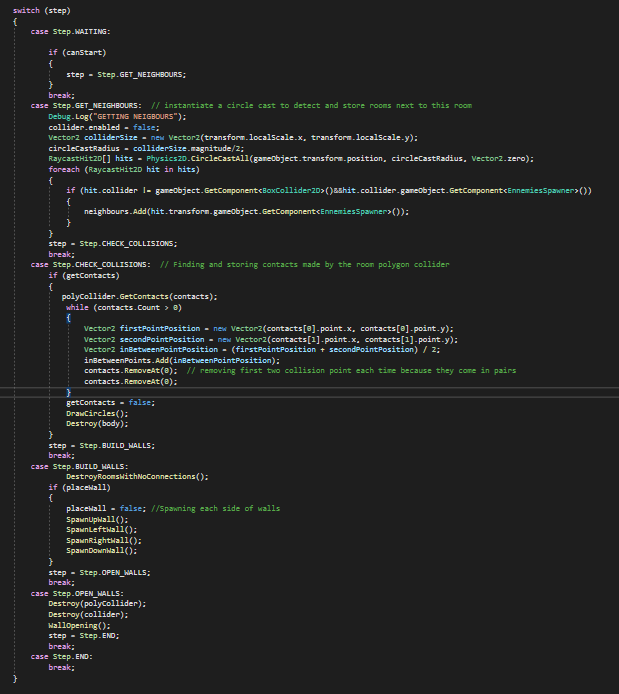 switch (step)
{
case Step.WAITING:
if (canStart)
{
step = Step.GET_NEIGHBOURS;
}
break;
case Step.GET_NEIGHBOURS: // instantiate a circle cast to detect and store rooms next to this room
Debug.Log("GETTING NEIGBOURS");
collider.enabled = false;
Vector2 colliderSize = new Vector2(transform.localScale.x, transform.localScale.y);
circleCastRadius = colliderSize.magnitude/2;
RaycastHit2D[] hits = Physics2D.CircleCastAll(gameObject.transform.position, circleCastRadius, Vector2.zero);
foreach (RaycastHit2D hit in hits)
{
if (hit.collider != gameObject.GetComponent<BoxCollider2D>()&&hit.collider.gameObject.GetComponent<EnnemiesSpawner>())
{
neighbours.Add(hit.transform.gameObject.GetComponent<EnnemiesSpawner>());
}
}
step = Step.CHECK_COLLISIONS;
break;
case Step.CHECK_COLLISIONS: // Finding and storing contacts made by the room polygon collider
if (getContacts)
{
polyCollider.GetContacts(contacts);
while (contacts.Count > 0)
{
Vector2 firstPointPosition = new Vector2(contacts[0].point.x, contacts[0].point.y);
Vector2 secondPointPosition = new Vector2(contacts[1].point.x, contacts[1].point.y);
Vector2 inBetweenPointPosition = (firstPointPosition + secondPointPosition) / 2;
inBetweenPoints.Add(inBetweenPointPosition);
contacts.RemoveAt(0); // removing first two collision point each time because they come in pairs
contacts.RemoveAt(0);
}
getContacts = false;
DrawCircles();
Destroy(body);
}
step = Step.BUILD_WALLS;
break;
case Step.BUILD_WALLS:
DestroyRoomsWithNoConnections();
if (placeWall)
{
placeWall = false; //Spawning each side of walls
SpawnUpWall();
SpawnLeftWall();
SpawnRightWall();
SpawnDownWall();
}
step = Step.OPEN_WALLS;
break;
case Step.OPEN_WALLS:
Destroy(polyCollider);
Destroy(collider);
WallOpening();
step = Step.END;
break;
case Step.END:
break;
}